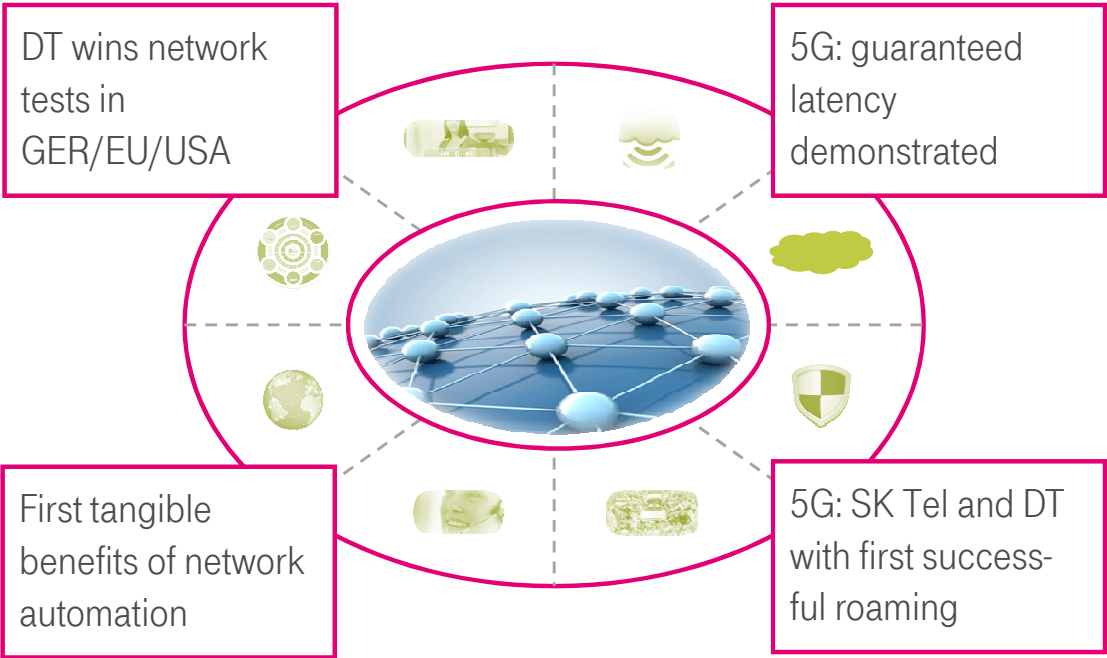 DT wins network
tests in
GER/EU/USA
5G: guaranteed
latency
demonstrated
First tangible
benefits of network
automation
5G: SK Tel and DT
with first success-
ful roaming